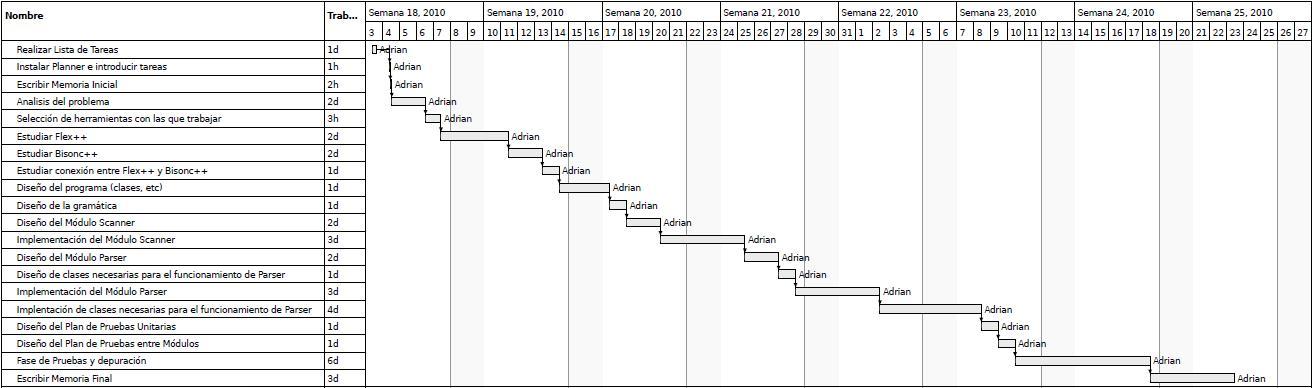 Nombre Trab... Semana 18, 2010 Semana 19, 2010 Semana 20, 2010 Semana 21, 2010 Semana 22, 2010 Semana 23, 2010 Semana 24, 2010 Semana 25, 2010
3 4 5 6 7 8 9 10 11 12 13 14 15 16 17 18 19 20 21 22 23 24 25 26 27 28 29 30 31 1 2 3 4 5 6 7 8 9 10 11 12 13 14 15 16 17 18 19 20 21 22 23 24 25 26 27
Realizar Lista de Tareas 1d Adrian
Instalar Planner e introducir tareas 1h Adrian
Escribir Memoria Inicial 2h Adrian
Analisis del problema 2d Adrian
Selección de herramientas con las que trabajar 3h Adrian
Estudiar Flex++ 2d Adrian
Estudiar Bisonc++ 2d Adrian
Estudiar conexión entre Flex++ y Bisonc++ 1d Adrian
Diseño del programa (clases, etc) 1d Adrian
Diseño de la gramática 1d Adrian
Diseño del Módulo Scanner 2d Adrian
Implementación del Módulo Scanner 3d Adrian
Diseño del Módulo Parser 2d Adrian
Diseño de clases necesarias para el funcionamiento de Parser 1d Adrian
Implementación del Módulo Parser 3d Adrian
Implentación de clases necesarias para el funcionamiento de Parser 4d Adrian
Diseño del Plan de Pruebas Unitarias 1d Adrian
Diseño del Plan de Pruebas entre Módulos 1d Adrian
Fase de Pruebas y depuración 6d Adrian
Escribir Memoria Final 3d Adrian